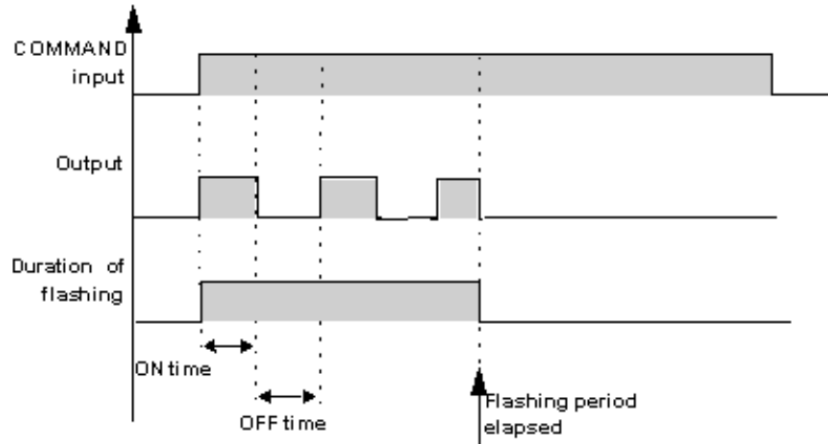 COMMAND
input
Output
Duration of
flashing
ON time
OFF time
Flashing period
elapsed